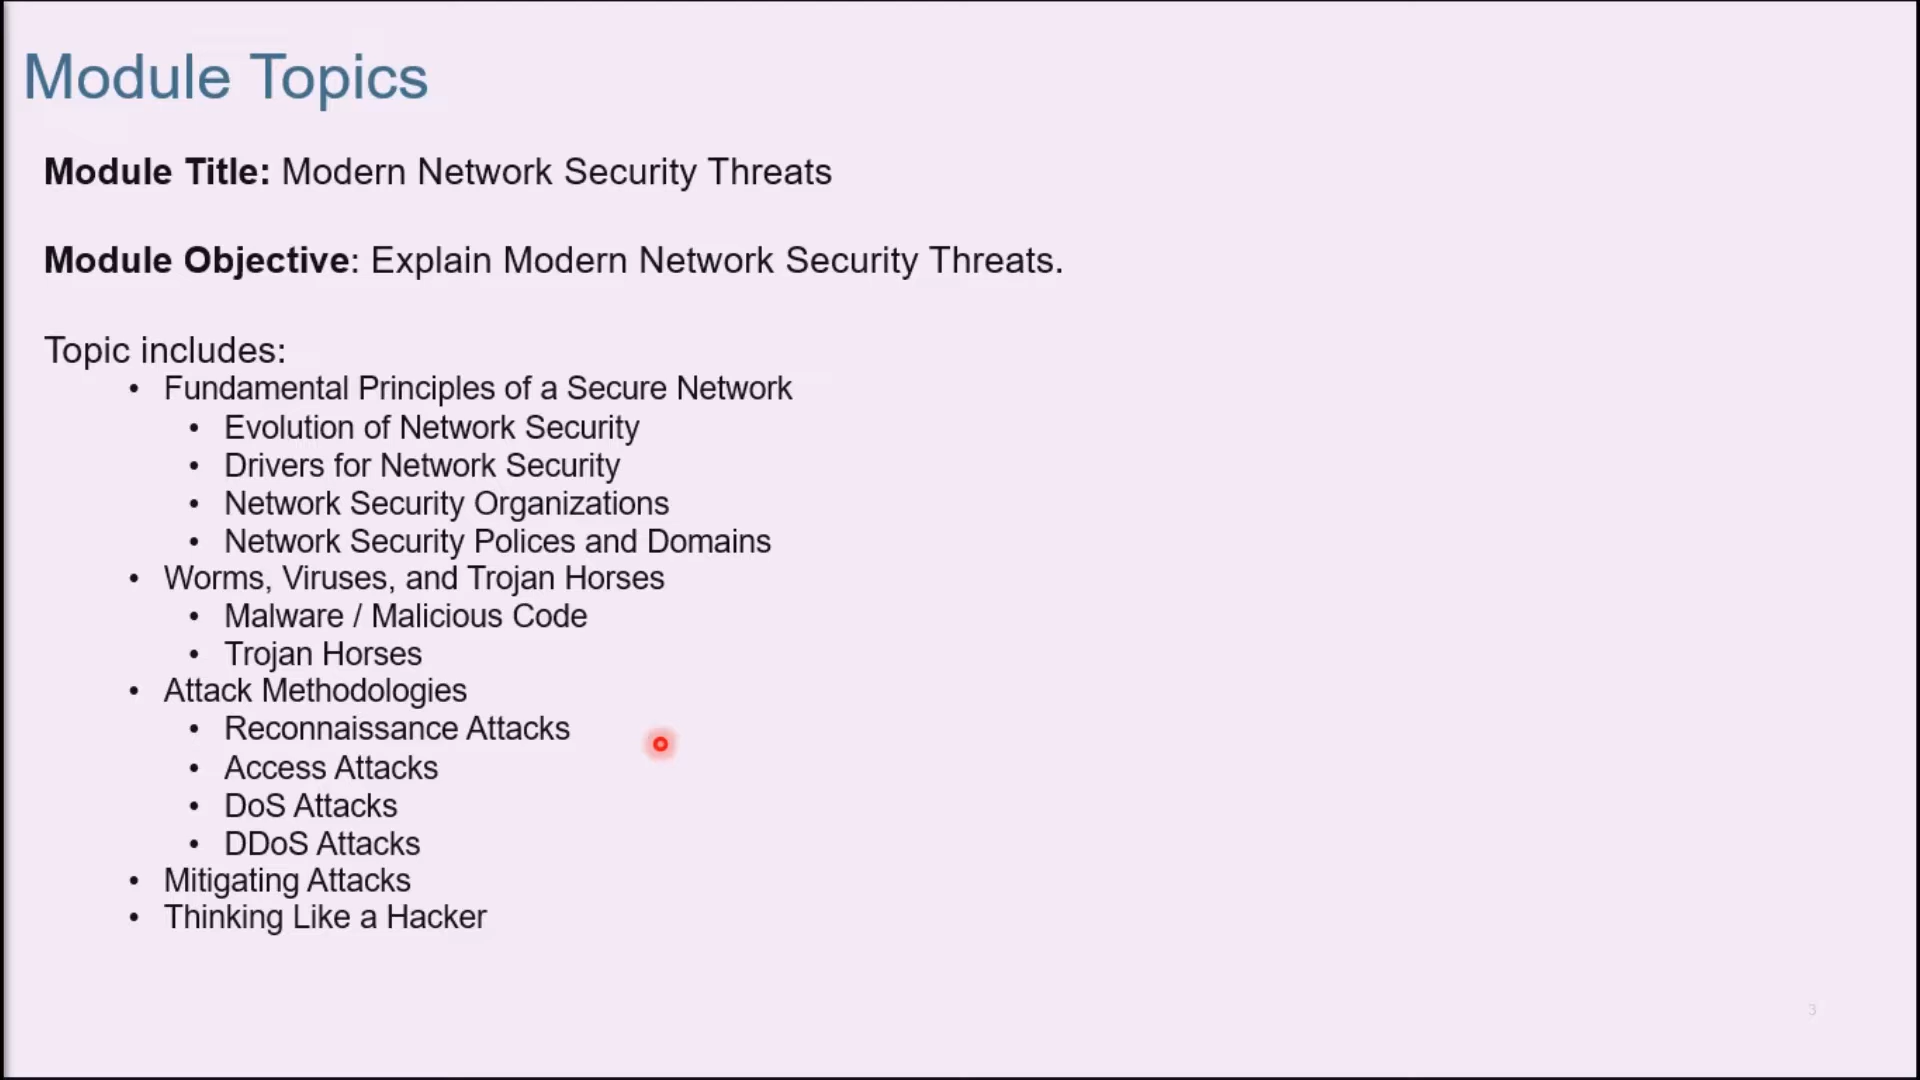 Module Topics
Module Title: Modern Network Security Threats
Module Objective: Explain Modern Network Security Threats.
Topic includes:
• Fundamental Principles of a Secure Network
• Evolution of Network Security
• Drivers for Network Security
• Network Security Organizations
• Network Security Polices and Domains
• Worms, Viruses, and Trojan Horses
• Malware / Malicious Code
• Trojan Horses
• Attack Methodologies
• Reconnaissance Attacks
• Access Attacks
• DoS Attacks
• DDoS Attacks
• Mitigating Attacks
• Thinking Like a Hacker
3